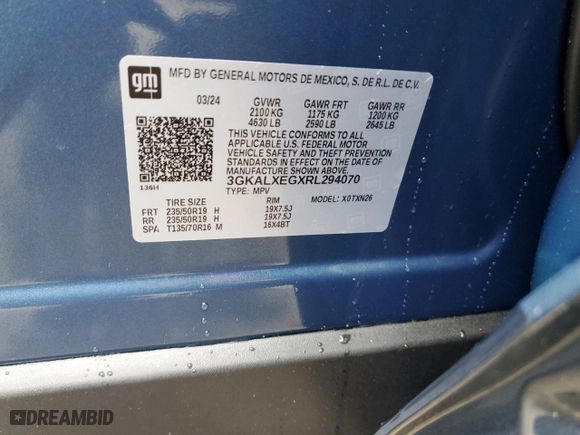 gm
MFD BY GENERAL MOTORS DE MEXICO, S. DE R.L. DE C.V.
03/24 GVWR GAWR FRT GAWR RR
2100 KG 1175 KG 1200 KG
4630 LB 2590 LB 2645 LB
THIS VEHICLE CONFORMS TO ALL
APPLICABLE U.S. FEDERAL MOTOR
VEHICLE SAFETY AND THEFT PREVENTION
STANDARDS IN EFFECT ON THE DATE OF
MANUFACTURE SHOWN ABOVE.
3GKALXEGXRL294070
TYPE: MPV MODEL: X0TXN26
136H
TIRE SIZE RIM
FRT 235/50R19 H 19X7.5J
RR 235/50R19 H 19X7.5J
SPA T135/70R16 M 16X4BT
DREAMBID